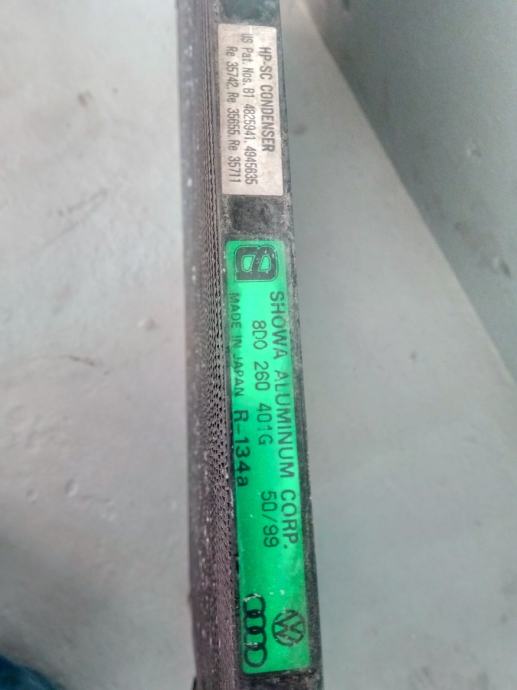 HP-SC CONDENSER
US Pat. Nos. B1 4825941, 4945635
Re 35742, Re 35655, Re 35711
SHOWA ALUMINUM CORP.
8D0 260 401G 50/99
MADE IN JAPAN R-134a